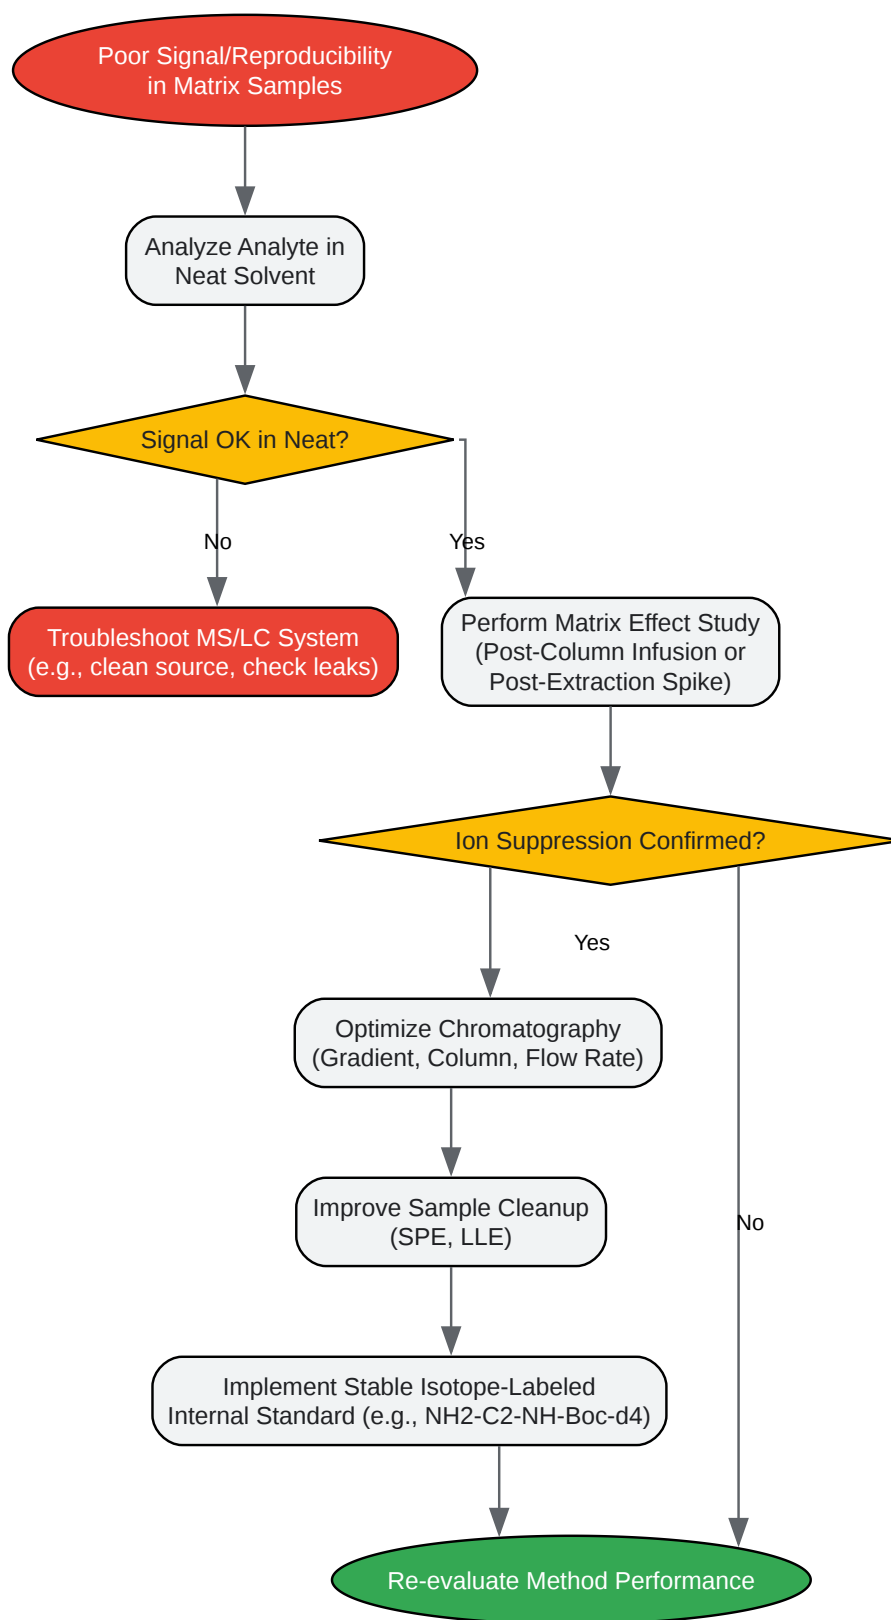 Poor Signal/Reproducibility
in Matrix Samples
Analyze Analyte in
Neat Solvent
Signal OK in Neat?
No
Yes
Troubleshoot MS/LC System
(e.g., clean source, check leaks)
Perform Matrix Effect Study
(Post-Column Infusion or
Post-Extraction Spike)
Ion Suppression Confirmed?
Yes
Optimize Chromatography
(Gradient, Column, Flow Rate)
Improve Sample Cleanup
(SPE, LLE)
No
Implement Stable Isotope-Labeled
Internal Standard (e.g., NH2-C2-NH-Boc-d4)
Re-evaluate Method Performance